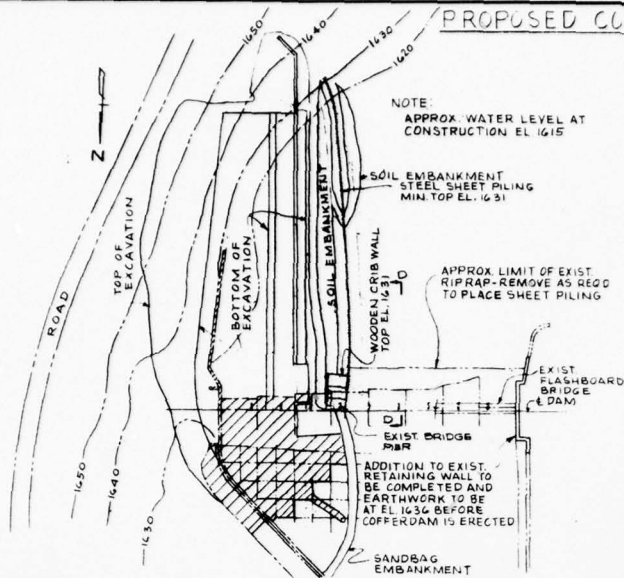 PROPOSED CO
1650
1640
1630
1620
NOTE:
APPROX. WATER LEVEL AT
CONSTRUCTION EL 1615
N
SOIL EMBANKMENT
STEEL SHEET PILING
MIN. TOP EL. 1631
TOP OF
EXCAVATION
BOTTOM OF
EXCAVATION
SOIL EMBANKMENT
WOODEN CRIB WALL
TOP EL. 1631
D
APPROX. LIMIT OF EXIST.
RIPRAP-REMOVE AS REQD
TO PLACE SHEET PILING
ROAD
EXIST.
FLASHBOARD
BRIDGE
℄ DAM
D
EXIST. BRIDGE
PIER
ADDITION TO EXIST.
RETAINING WALL TO
BE COMPLETED AND
EARTHWORK TO BE
AT EL. 1636 BEFORE
COFFERDAM IS ERECTED
1650
1640
1630
SANDBAG
EMBANKMENT